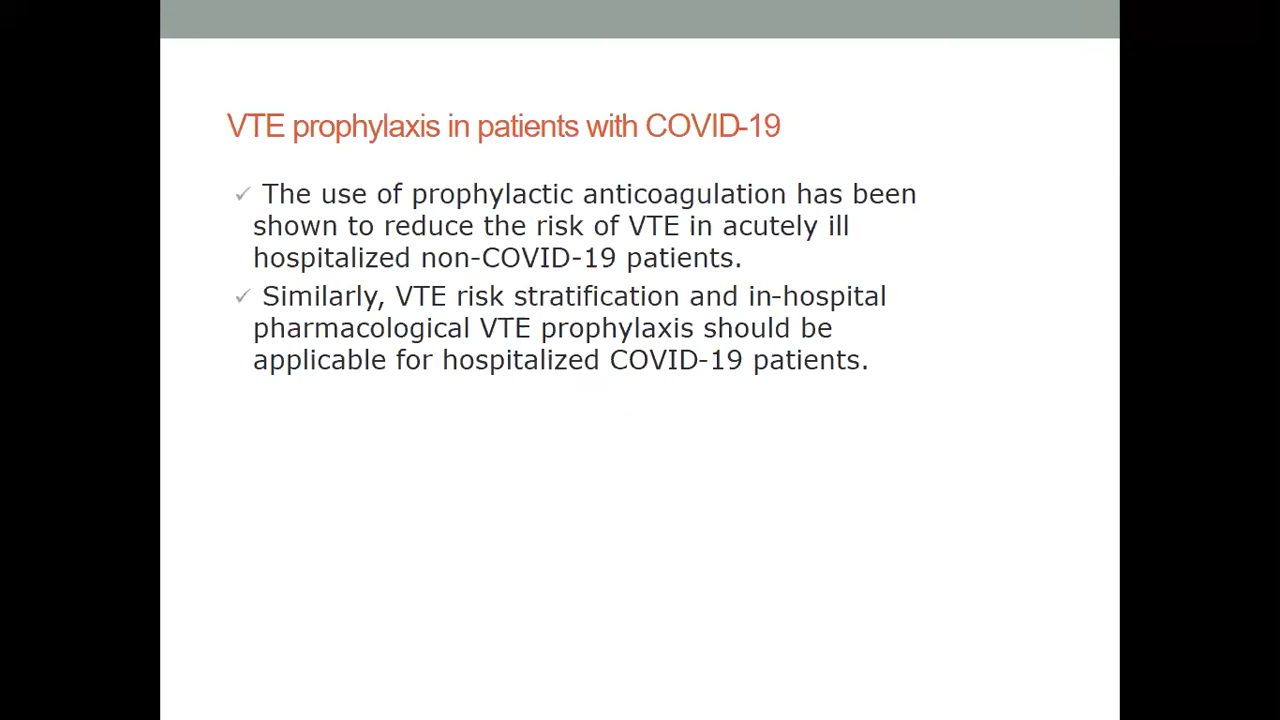 VTE prophylaxis in patients with COVID-19
✓ The use of prophylactic anticoagulation has been
shown to reduce the risk of VTE in acutely ill
hospitalized non-COVID-19 patients.
✓ Similarly, VTE risk stratification and in-hospital
pharmacological VTE prophylaxis should be
applicable for hospitalized COVID-19 patients.